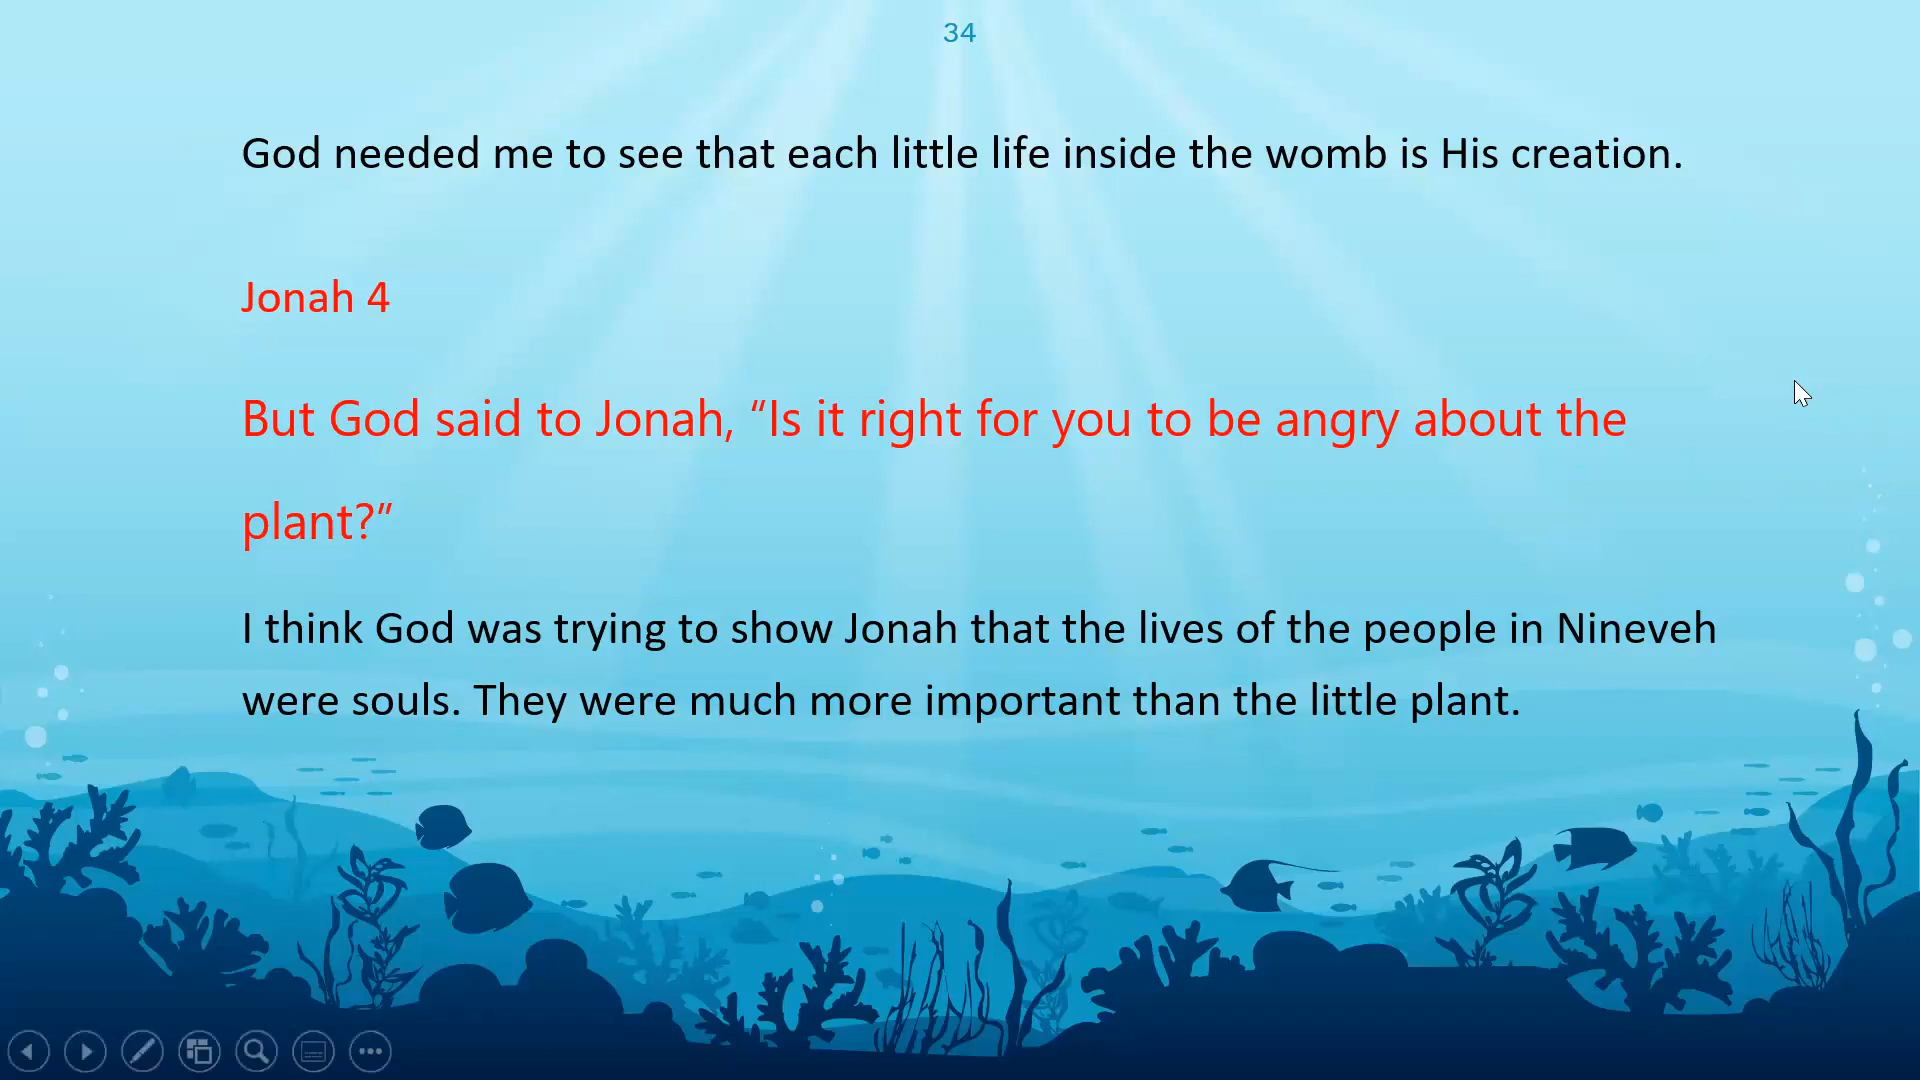 34
God needed me to see that each little life inside the womb is His creation.
Jonah 4
But God said to Jonah, “Is it right for you to be angry about the
plant?”
I think God was trying to show Jonah that the lives of the people in Nineveh
were souls. They were much more important than the little plant.